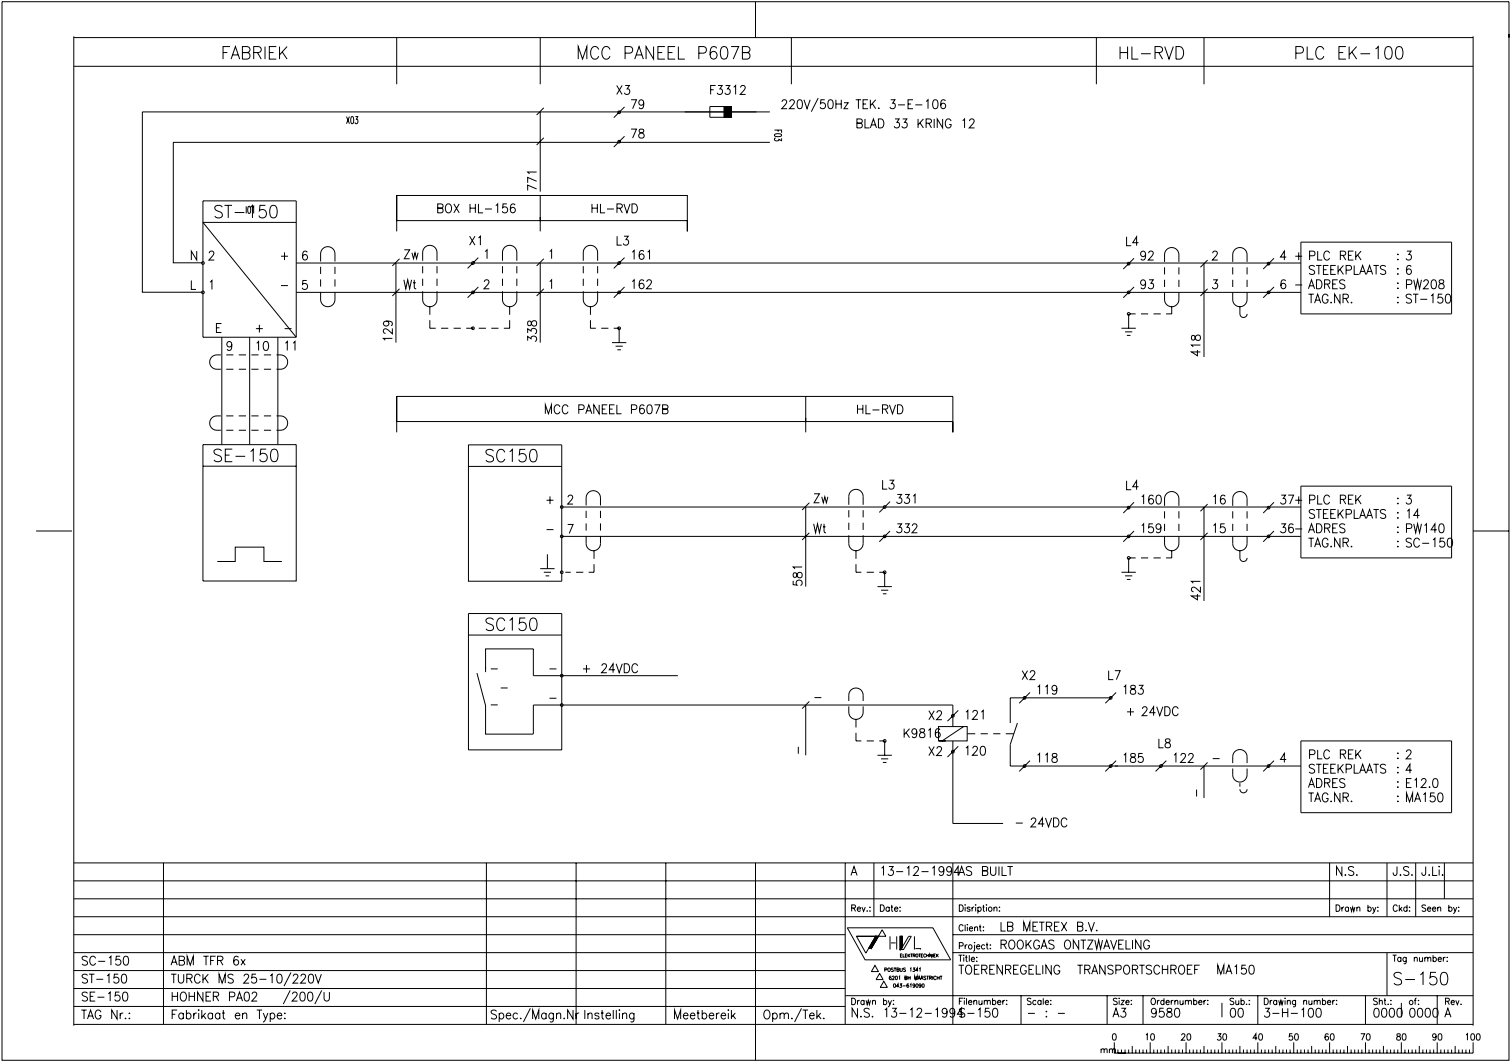 FABRIEK MCC PANEEL P607B HL-RVD PLC EK-100
X3 F3312
79 220V/50Hz TEK. 3-E-106
X03 BLAD 33 KRING 12
78 F03
771
ST-150 BOX HL-156 HL-RVD
X1 L3 L4
N 2 + 6 Zw 1 1 161 92 2 4 + PLC REK : 3
STEEKPLAATS : 6
L 1 - 5 Wt 2 1 162 93 3 6 - ADRES : PW208
TAG.NR. : ST-150
E + -
129 338 418
9 10 11
MCC PANEEL P607B HL-RVD
SE-150 SC150
L3 L4
+ 2 Zw 331 160 16 37+ PLC REK : 3
STEEKPLAATS : 14
- 7 Wt 332 159 15 36- ADRES : PW140
TAG.NR. : SC-150
581 421
SC150
- - + 24VDC
-
- - -
X2 L7
119 183
+ 24VDC
X2 121
K9816
X2 120
L8
118 185 122 - 4 PLC REK : 2
STEEKPLAATS : 4
ADRES : E12.0
TAG.NR. : MA150
- 24VDC
A 13-12-1994 AS BUILT N.S. J.S. J.Li.
Rev.: Date: Disription: Drawn by: Ckd: Seen by:
Client: LB METREX B.V.
HVL ELEKTROTECHNIEK
Project: ROOKGAS ONTZWAVELING
POSTBUS 1341
6201 BH MAASTRICHT
043-619090
Title:
TOERENREGELING TRANSPORTSCHROEF MA150
Tag number:
S-150
SC-150 ABM TFR 6x
ST-150 TURCK MS 25-10/220V
SE-150 HOHNER PA02 /200/U
TAG Nr.: Fabrikaat en Type: Spec./Magn.Nr Instelling Meetbereik Opm./Tek.
Drawn by: Filenumber: Scale: Size: Ordernumber: Sub.: Drawing number: Sht.: of: Rev.
N.S. 13-12-1994 S-150 - : - A3 9580 00 3-H-100 0000 0000 A
0 10 20 30 40 50 60 70 80 90 100
mm